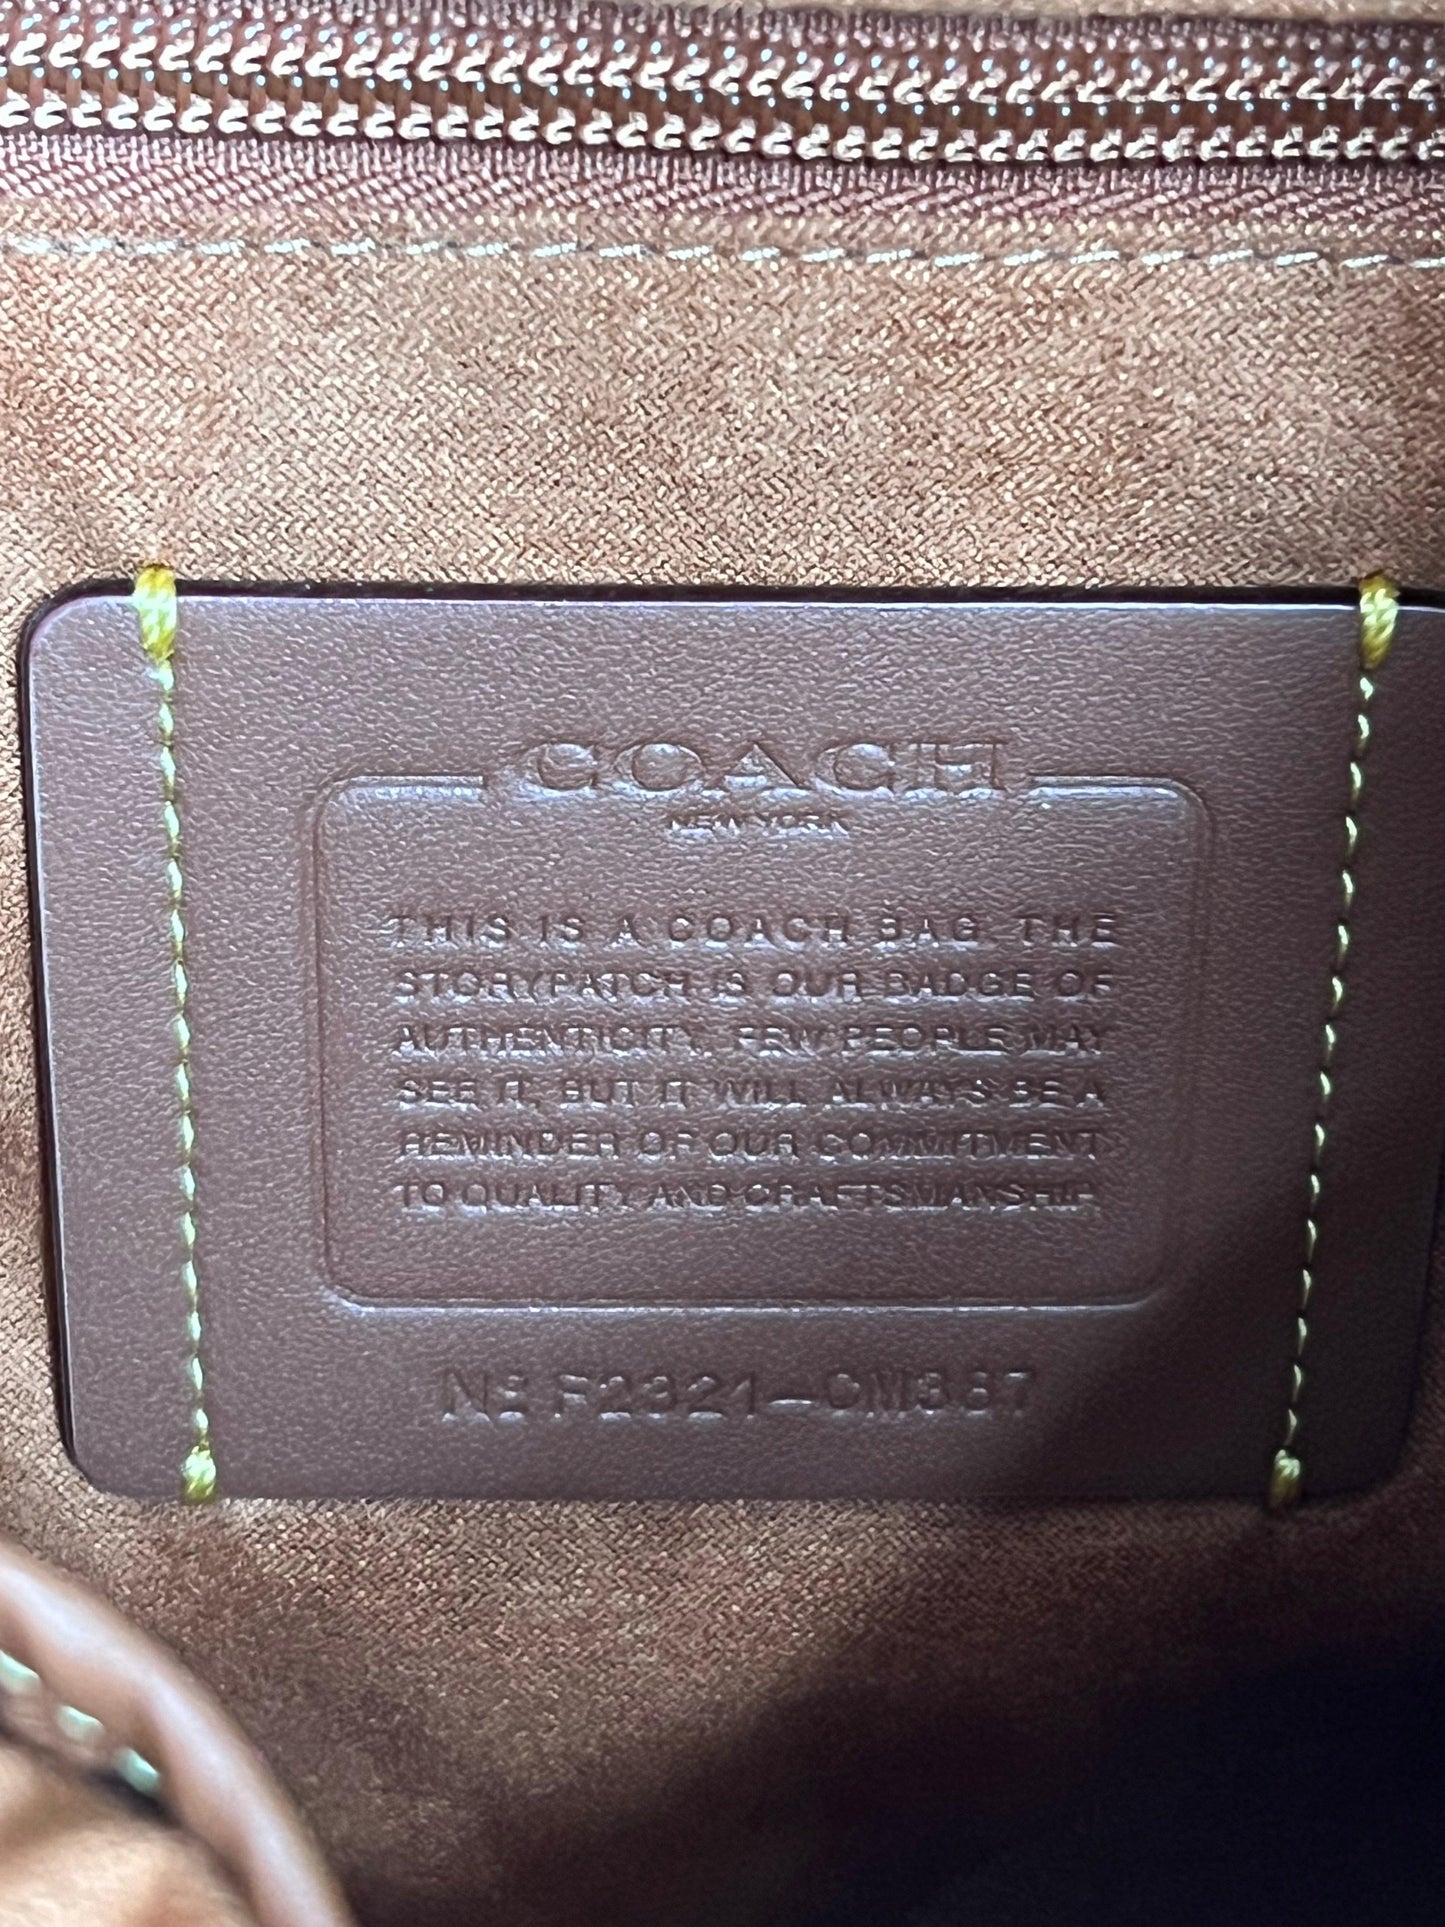 COACH
NEW YORK
THIS IS A COACH BAG. THE
STORYPATCH IS OUR BADGE OF
AUTHENTICITY. FEW PEOPLE MAY
SEE IT, BUT IT WILL ALWAYS BE A
REMINDER OF OUR COMMITMENT
TO QUALITY AND CRAFTSMANSHIP.
Nº F2321-CM387